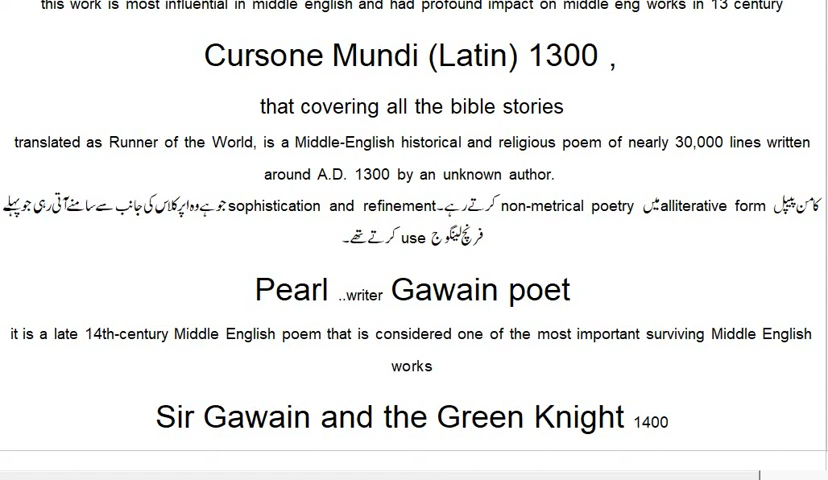 this work is most influential in middle english and had profound impact on middle eng works in 13 century
Cursone Mundi (Latin) 1300 ,
that covering all the bible stories
translated as Runner of the World, is a Middle-English historical and religious poem of nearly 30,000 lines written
around A.D. 1300 by an unknown author.
کامن پیپل alliterative form میں non-metrical poetry کرتے رہے۔ sophistication and refinement جو ہے وہ اپر کلاس کی جانب سے سامنے آتی رہی جو پہلے
فرنچ لینگوج use کرتے تھے۔
Pearl ..writer Gawain poet
it is a late 14th-century Middle English poem that is considered one of the most important surviving Middle English
works
Sir Gawain and the Green Knight 1400